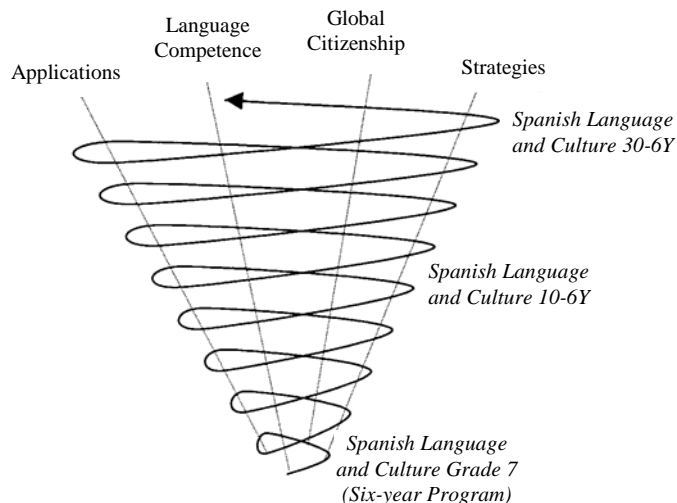 Global
Citizenship
Language
Competence
Applications
Strategies
Spanish Language
and Culture 30-6Y
Spanish Language
and Culture 10-6Y
Spanish Language
and Culture Grade 7
(Six-year Program)